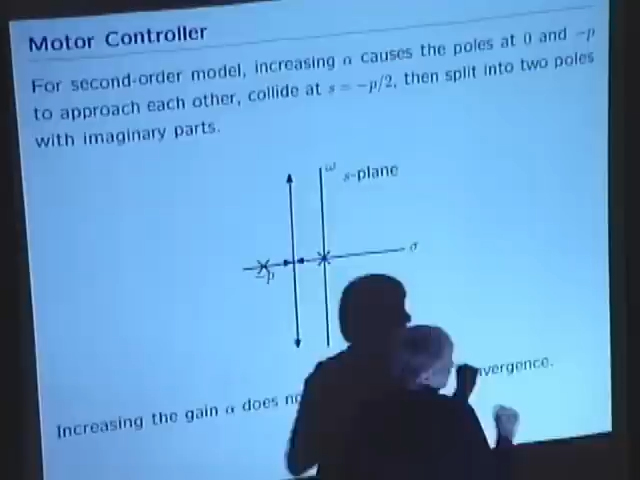 Motor Controller
For second-order model, increasing α causes the poles at 0 and −p
to approach each other, collide at s = −p/2, then split into two poles
with imaginary parts.
ω
s-plane
σ
−p
Increasing the gain α does nvergence.